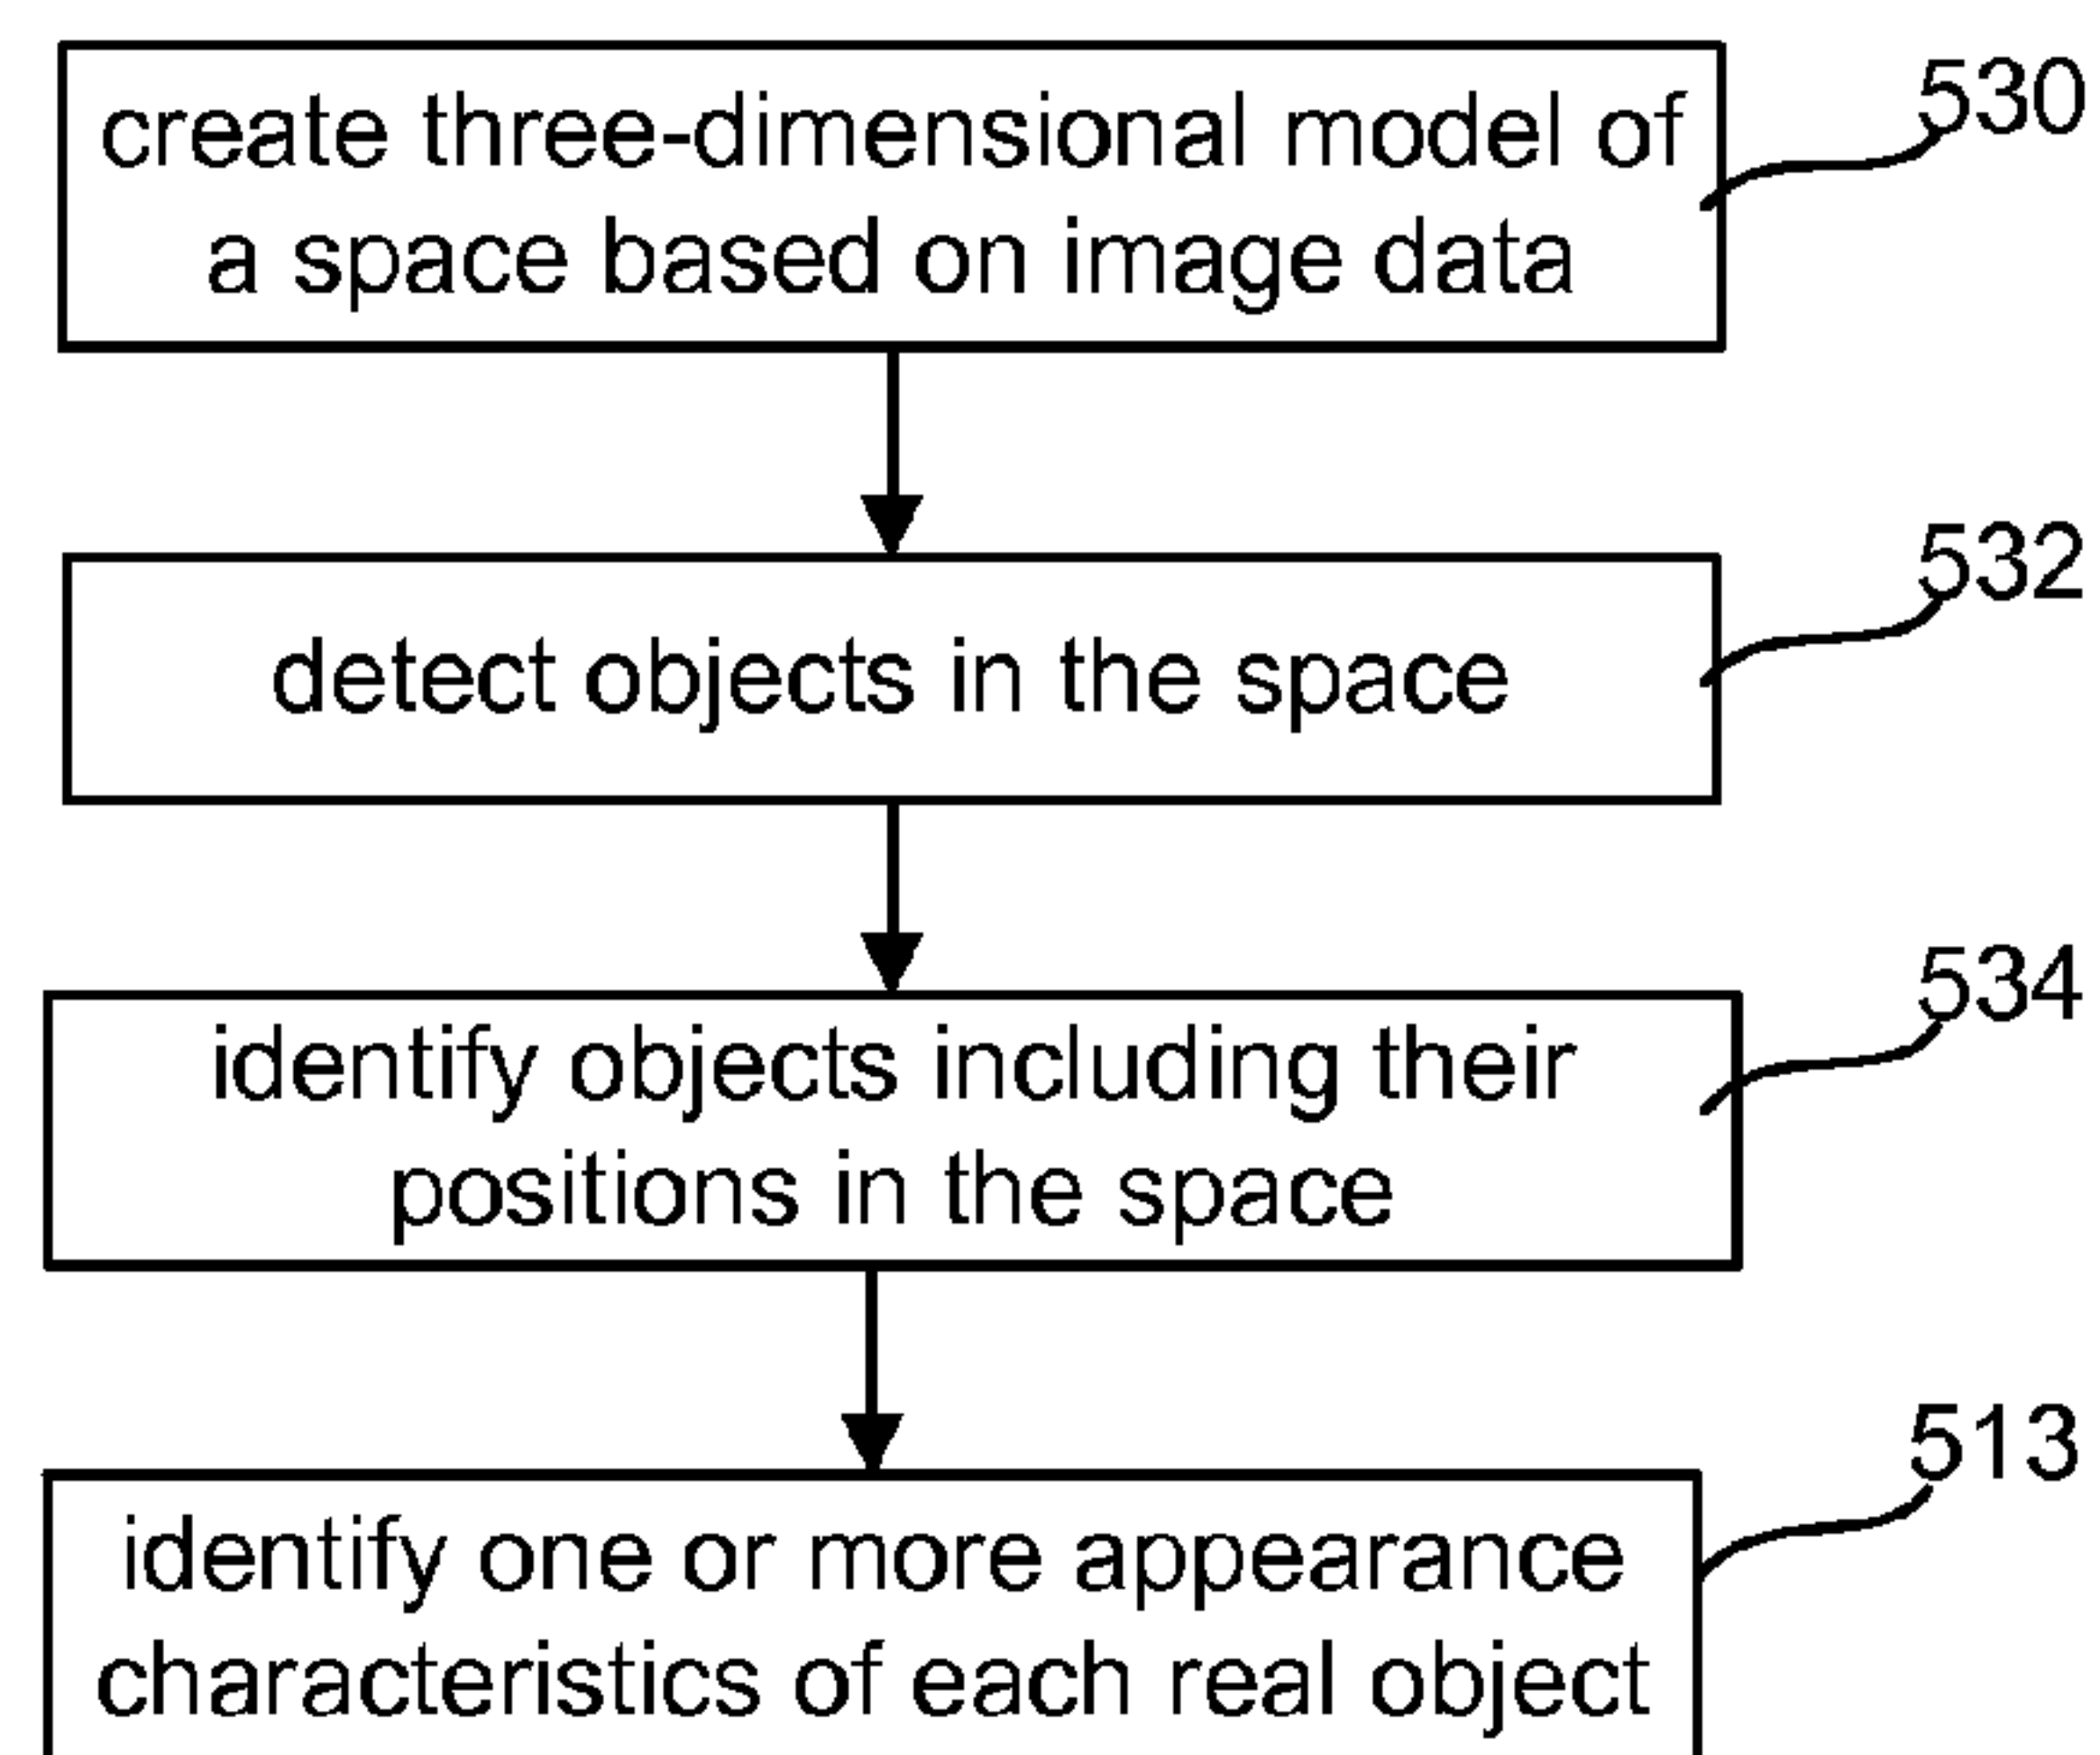 create three-dimensional model of
a space based on image data
530
detect objects in the space
532
identify objects including their
positions in the space
534
identify one or more appearance
characteristics of each real object
513